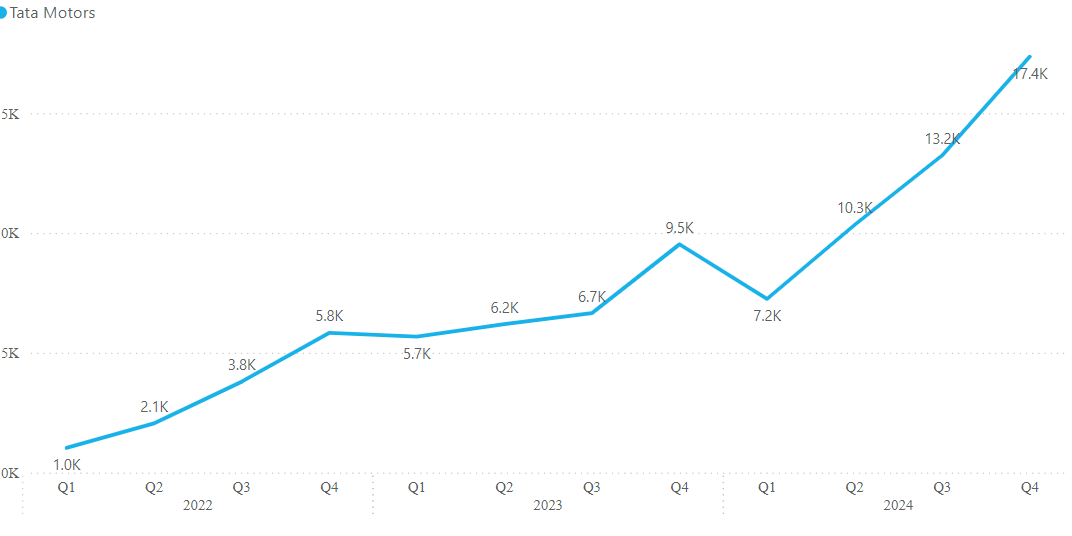 Tata Motors
17.4K
5K
13.2K
10.3K
0K
9.5K
6.7K
6.2K
5.8K
7.2K
5K
5.7K
3.8K
2.1K
1.0K
0K
Q1 Q2 Q3 Q4 Q1 Q2 Q3 Q4 Q1 Q2 Q3 Q4
2022 2023 2024